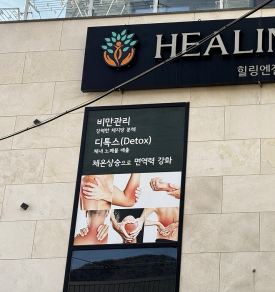 HEALIN
힐링엔
비만관리
강력한 체지방 분해
디톡스(Detox)
체내 노폐물 배출
체온상승으로 면역력 강화